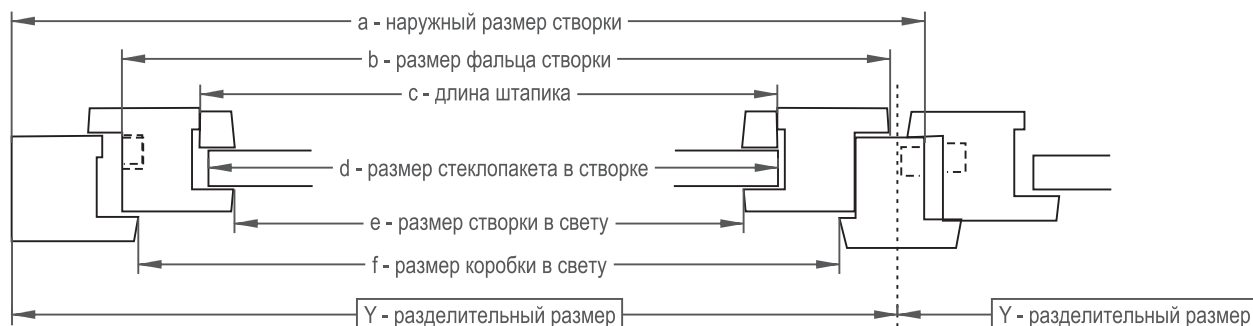 a - наружный размер створки
b - размер фальца створки
c - длина штапика
d - размер стеклопакета в створке
e - размер створки в свету
f - размер коробки в свету
Y - разделительный размер
Y - разделительный размер